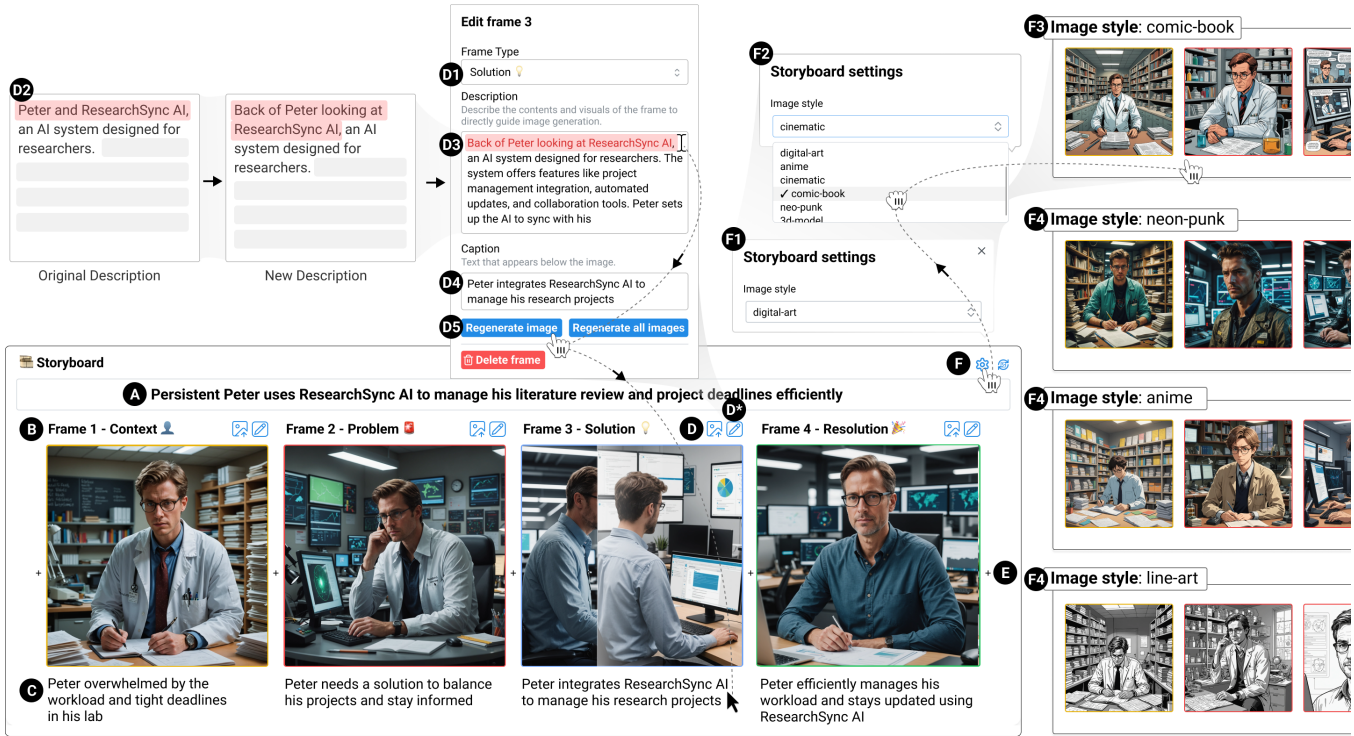 D2
Peter and ResearchSync AI,
an AI system designed for
researchers.
Original Description
Back of Peter looking at
ResearchSync AI, an AI
system designed for
researchers.
New Description
Edit frame 3
Frame Type
D1
Solution
Description
Describe the contents and visuals of the frame to
directly guide image generation.
D3
Back of Peter looking at ResearchSync AI,
an AI system designed for researchers. The
system offers features like project
management integration, automated
updates, and collaboration tools. Peter sets
up the AI to sync with his
Caption
Text that appears below the image.
D4
Peter integrates ResearchSync AI to
manage his research projects
D5
Regenerate image
Regenerate all images
Delete frame
F2
Storyboard settings
Image style
cinematic
digital-art
anime
cinematic
✓ comic-book
neo-punk
3d-model
F1
Storyboard settings
×
Image style
digital-art
F3 Image style: comic-book
F4 Image style: neon-punk
F4 Image style: anime
F4 Image style: line-art
Storyboard
F
A Persistent Peter uses ResearchSync AI to manage his literature review and project deadlines efficiently
D*
B Frame 1 - Context
Frame 2 - Problem
Frame 3 - Solution
D
Frame 4 - Resolution
+
+
+
+
+ E
C
Peter overwhelmed by the
workload and tight deadlines
in his lab
Peter needs a solution to balance
his projects and stay informed
Peter integrates ResearchSync AI
to manage his research projects
Peter efficiently manages his
workload and stays updated using
ResearchSync AI